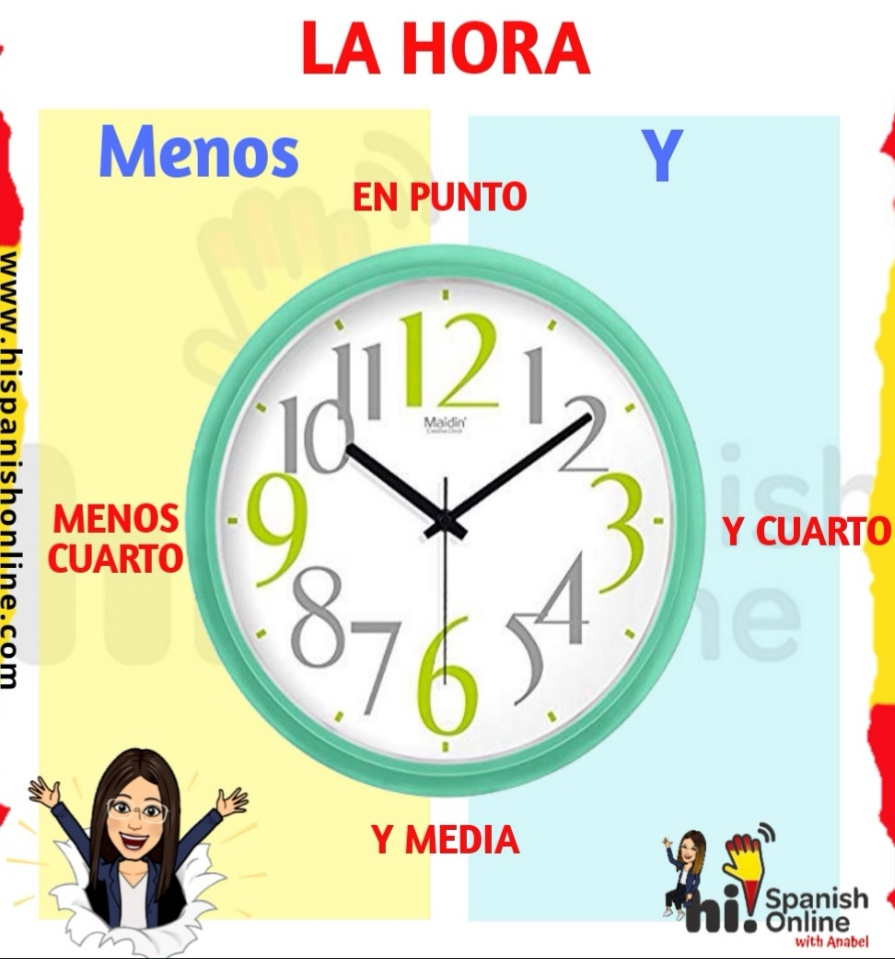 LA HORA
Menos
Y
EN PUNTO
12
11
1
10
2
Maidin'
9
3
8
4
7
5
6
MENOS
CUARTO
Y CUARTO
Y MEDIA
www.hispanishonline.com
hi! Spanish
Online
with Anabel